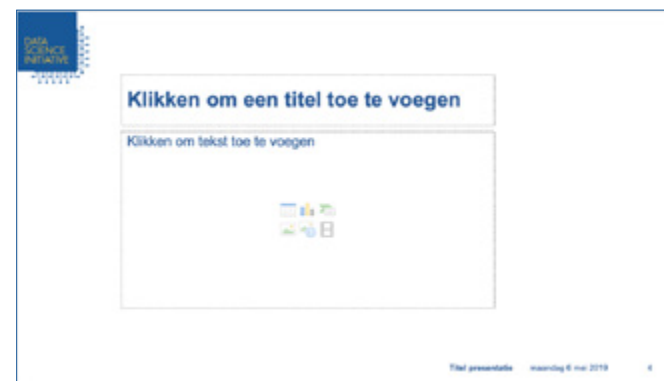 DATA
SCIENCE
INITIATIVE
Klikken om een titel toe te voegen
Klikken om tekst toe te voegen
Titel presentatie maandag 6 mei 2019